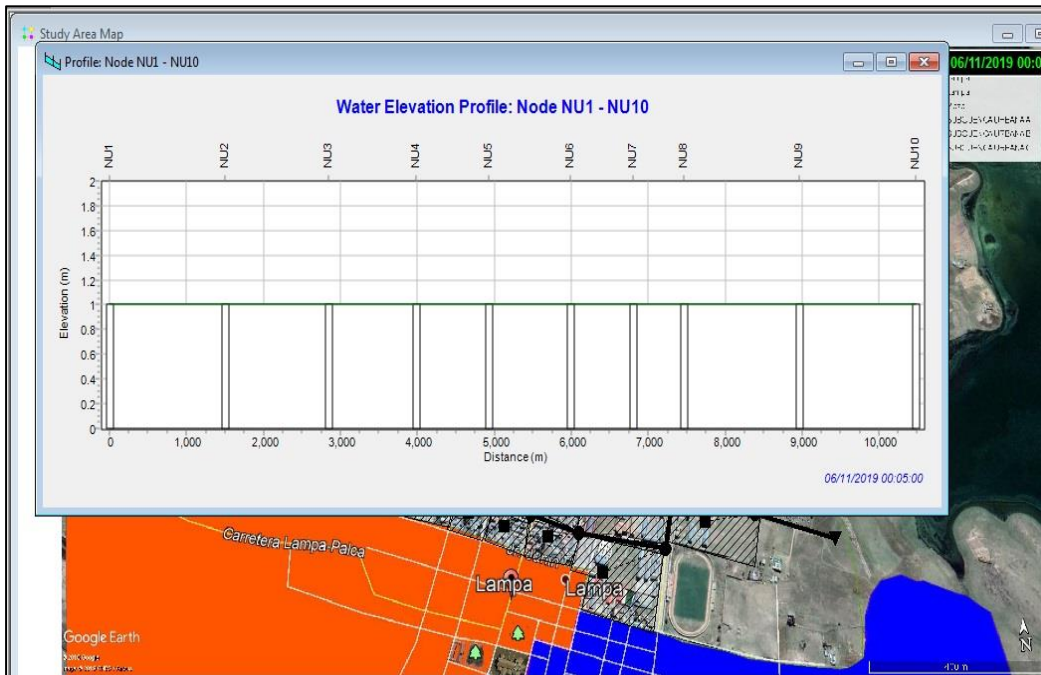 Study Area Map
Profile: Node NU1 - NU10
06/11/2019 00:0
Water Elevation Profile: Node NU1 - NU10
NU1 NU2 NU3 NU4 NU5 NU6 NU7 NU8 NU9 NU10
2
1.8
1.6
1.4
1.2
1
0.8
0.6
0.4
0.2
0
Elevation (m)
0 1,000 2,000 3,000 4,000 5,000 6,000 7,000 8,000 9,000 10,000
Distance (m)
06/11/2019 00:05:00
Carretera Lampa-Palca
Lampa
Lampa
Google Earth
N